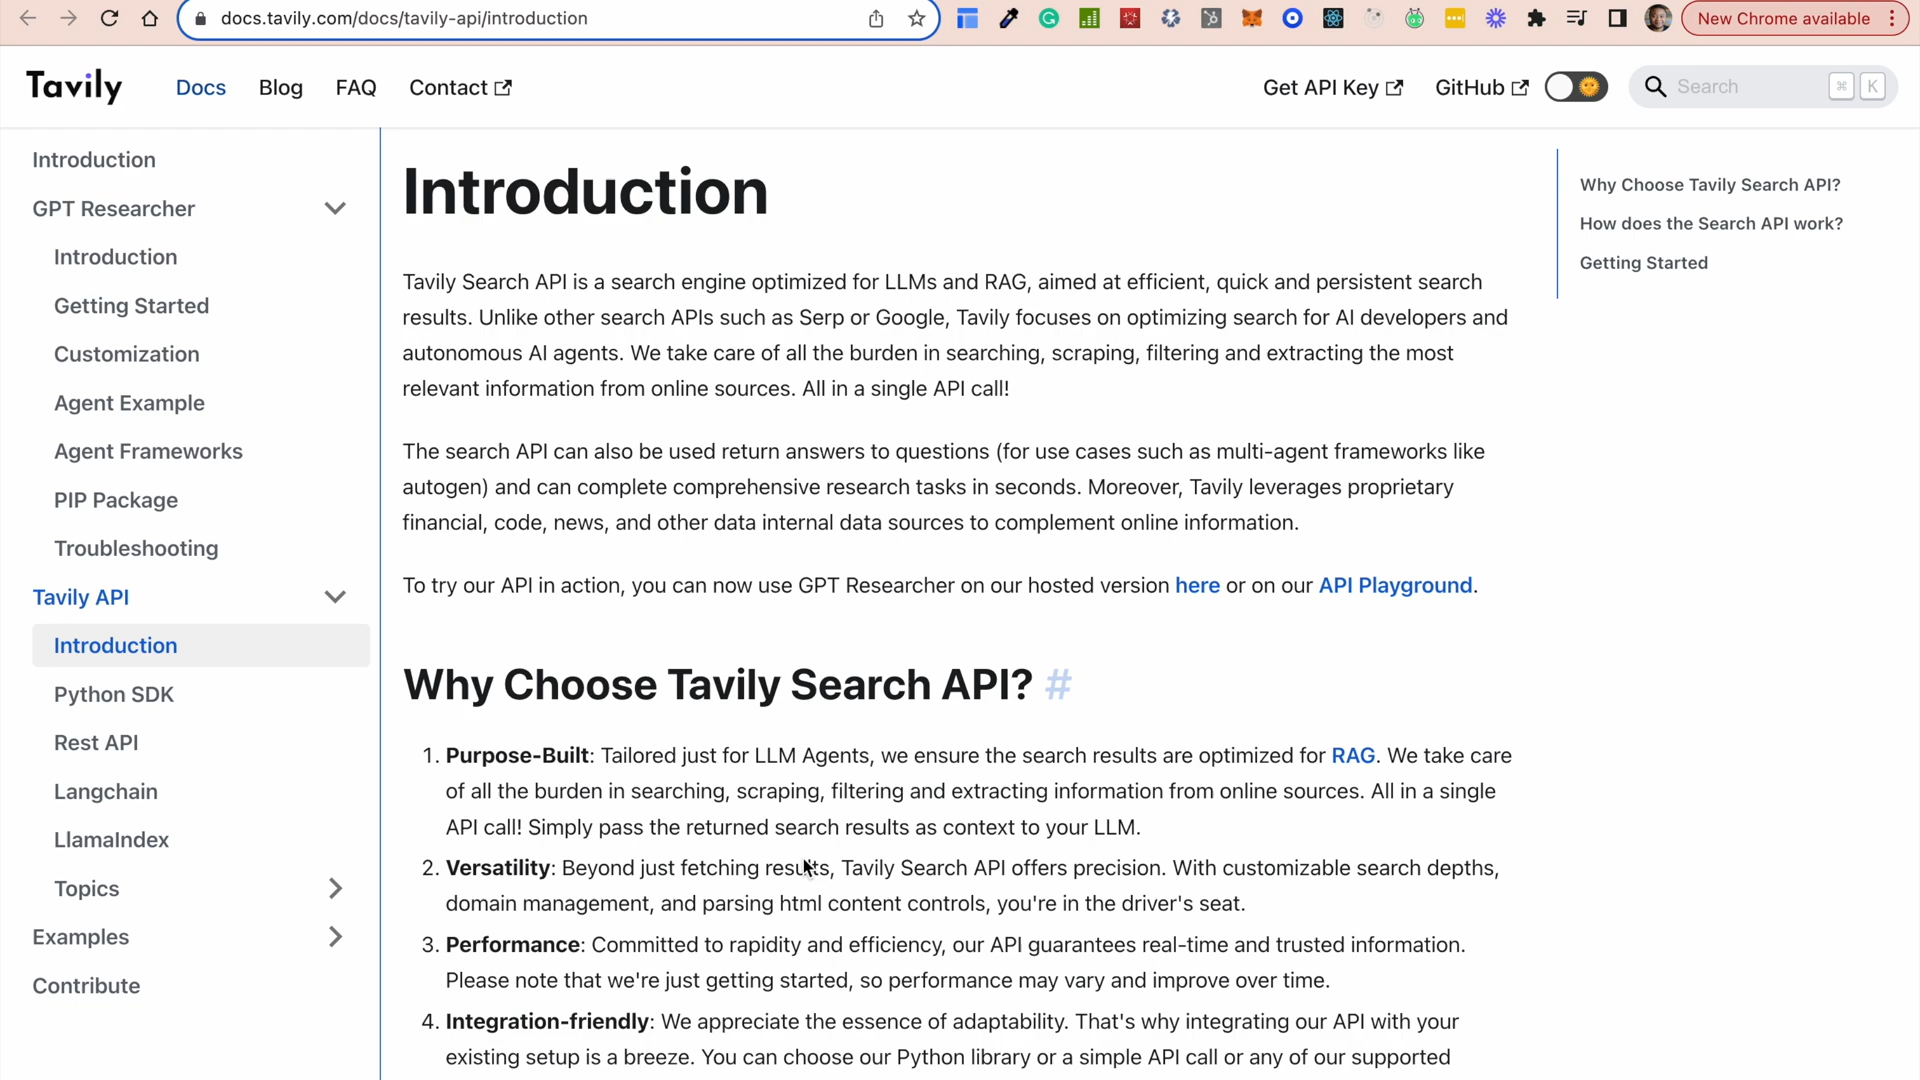 docs.tavily.com/docs/tavily-api/introduction
New Chrome available
Tavily
Docs
Blog
FAQ
Contact
Get API Key
GitHub
Search
⌘ K
Introduction
GPT Researcher
Introduction
Getting Started
Customization
Agent Example
Agent Frameworks
PIP Package
Troubleshooting
Tavily API
Introduction
Python SDK
Rest API
Langchain
LlamaIndex
Topics
Examples
Contribute
Introduction
Tavily Search API is a search engine optimized for LLMs and RAG, aimed at efficient, quick and persistent search
results. Unlike other search APIs such as Serp or Google, Tavily focuses on optimizing search for AI developers and
autonomous AI agents. We take care of all the burden in searching, scraping, filtering and extracting the most
relevant information from online sources. All in a single API call!
The search API can also be used return answers to questions (for use cases such as multi-agent frameworks like
autogen) and can complete comprehensive research tasks in seconds. Moreover, Tavily leverages proprietary
financial, code, news, and other data internal data sources to complement online information.
To try our API in action, you can now use GPT Researcher on our hosted version here or on our API Playground.
Why Choose Tavily Search API? #
1. Purpose-Built: Tailored just for LLM Agents, we ensure the search results are optimized for RAG. We take care
of all the burden in searching, scraping, filtering and extracting information from online sources. All in a single
API call! Simply pass the returned search results as context to your LLM.
2. Versatility: Beyond just fetching results, Tavily Search API offers precision. With customizable search depths,
domain management, and parsing html content controls, you're in the driver's seat.
3. Performance: Committed to rapidity and efficiency, our API guarantees real-time and trusted information.
Please note that we're just getting started, so performance may vary and improve over time.
4. Integration-friendly: We appreciate the essence of adaptability. That's why integrating our API with your
existing setup is a breeze. You can choose our Python library or a simple API call or any of our supported
Why Choose Tavily Search API?
How does the Search API work?
Getting Started